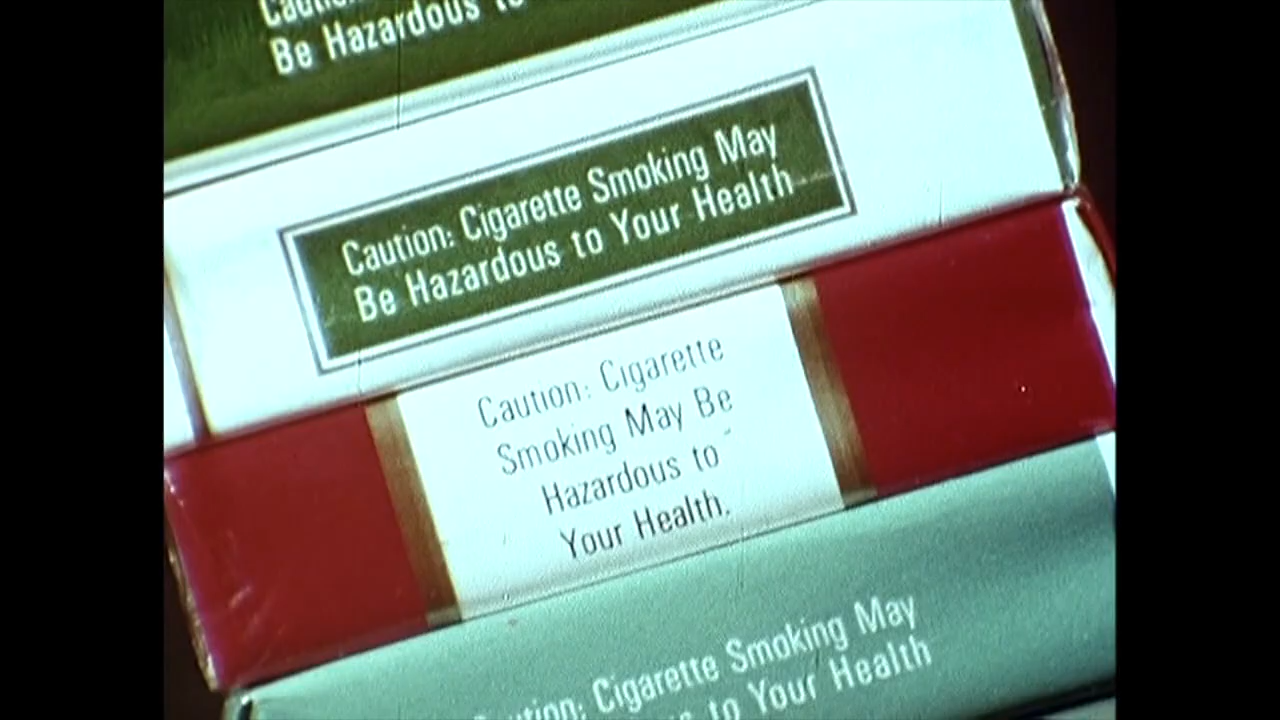 Caution:
Be Hazardous to
Caution: Cigarette Smoking May
Be Hazardous to Your Health
Caution: Cigarette
Smoking May Be
Hazardous to
Your Health.
Cigarette Smoking May
to Your Health